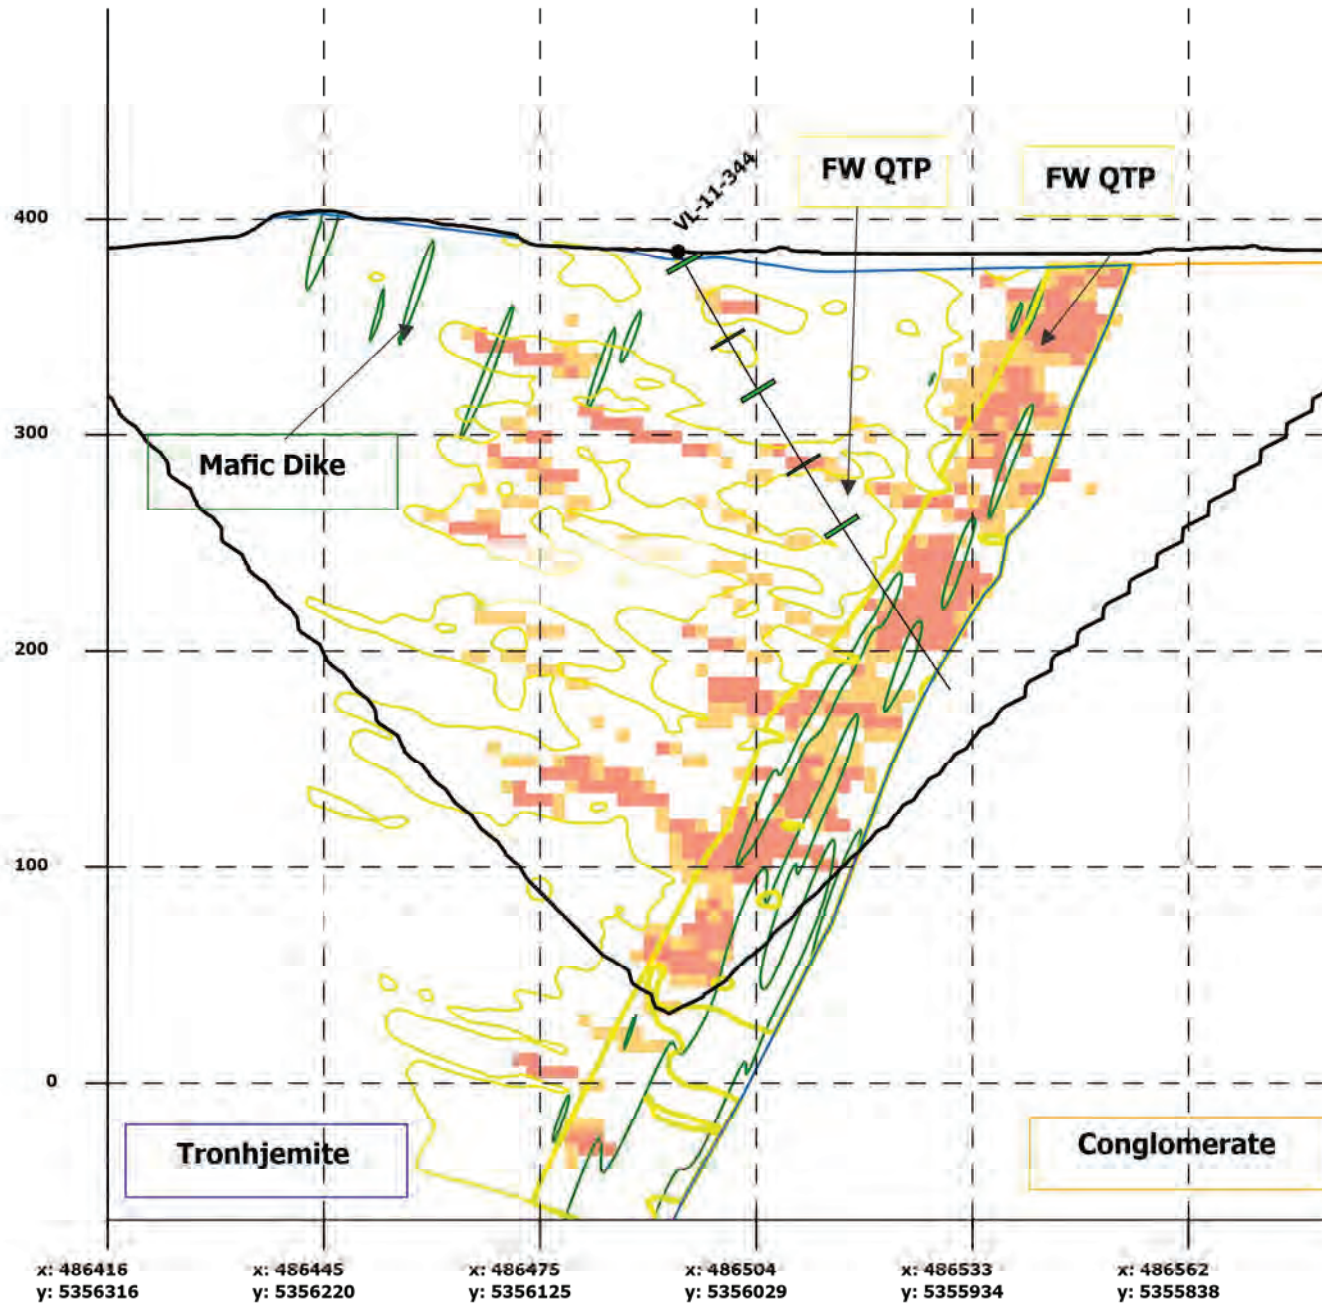 VL-11-344
FW QTP
FW QTP
400
300
Mafic Dike
200
100
0
Tronhjemite
Conglomerate
x: 486416
y: 5356316
x: 486445
y: 5356220
x: 486475
y: 5356125
x: 486504
y: 5356029
x: 486533
y: 5355934
x: 486562
y: 5355838